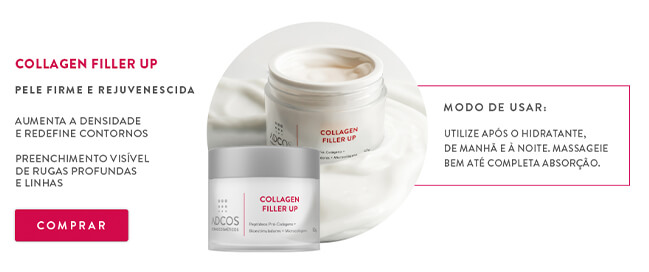 COLLAGEN FILLER UP
PELE FIRME E REJUVENESCIDA
AUMENTA A DENSIDADE
E REDEFINE CONTORNOS
PREENCHIMENTO VISÍVEL
DE RUGAS PROFUNDAS
E LINHAS
COMPRAR
COLLAGEN
FILLER UP
ADCOS
COLLAGEN
FILLER UP
MODO DE USAR:
UTILIZE APÓS O HIDRATANTE,
DE MANHÃ E À NOITE. MASSAGEIE
BEM ATÉ COMPLETA ABSORÇÃO.